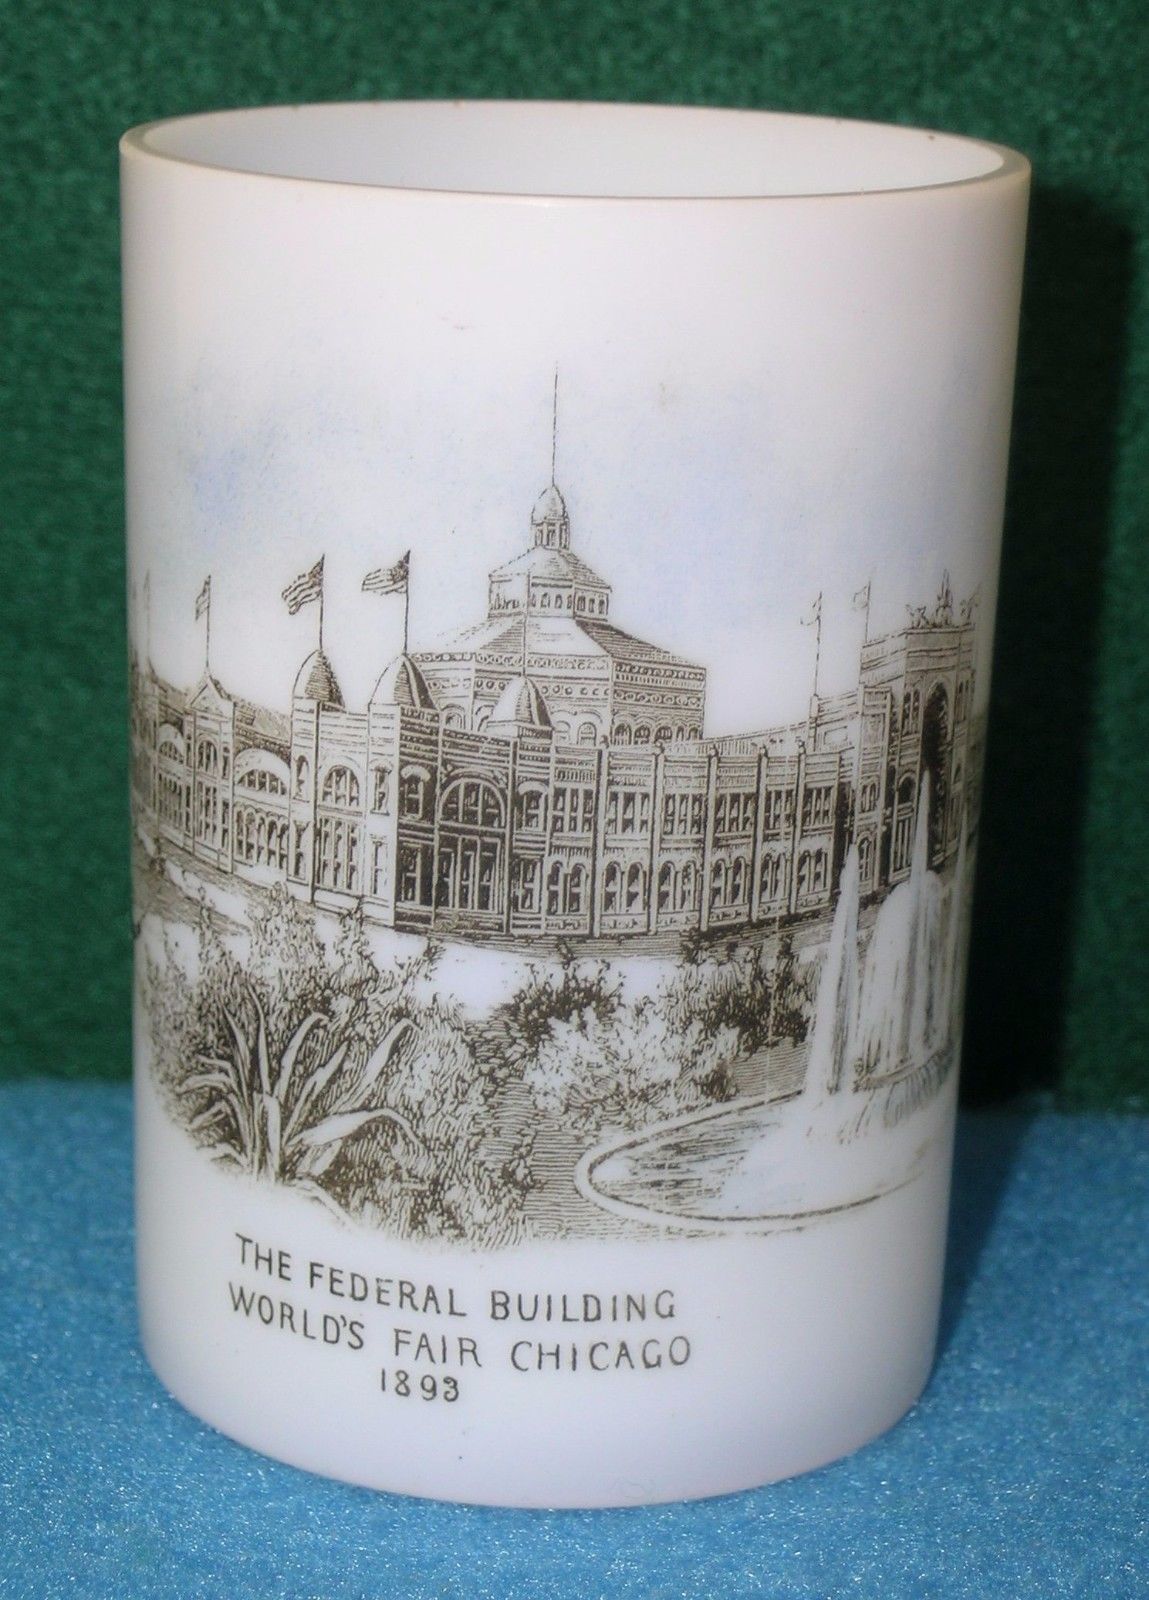 THE FEDERAL BUILDING
WORLD'S FAIR CHICAGO
1893